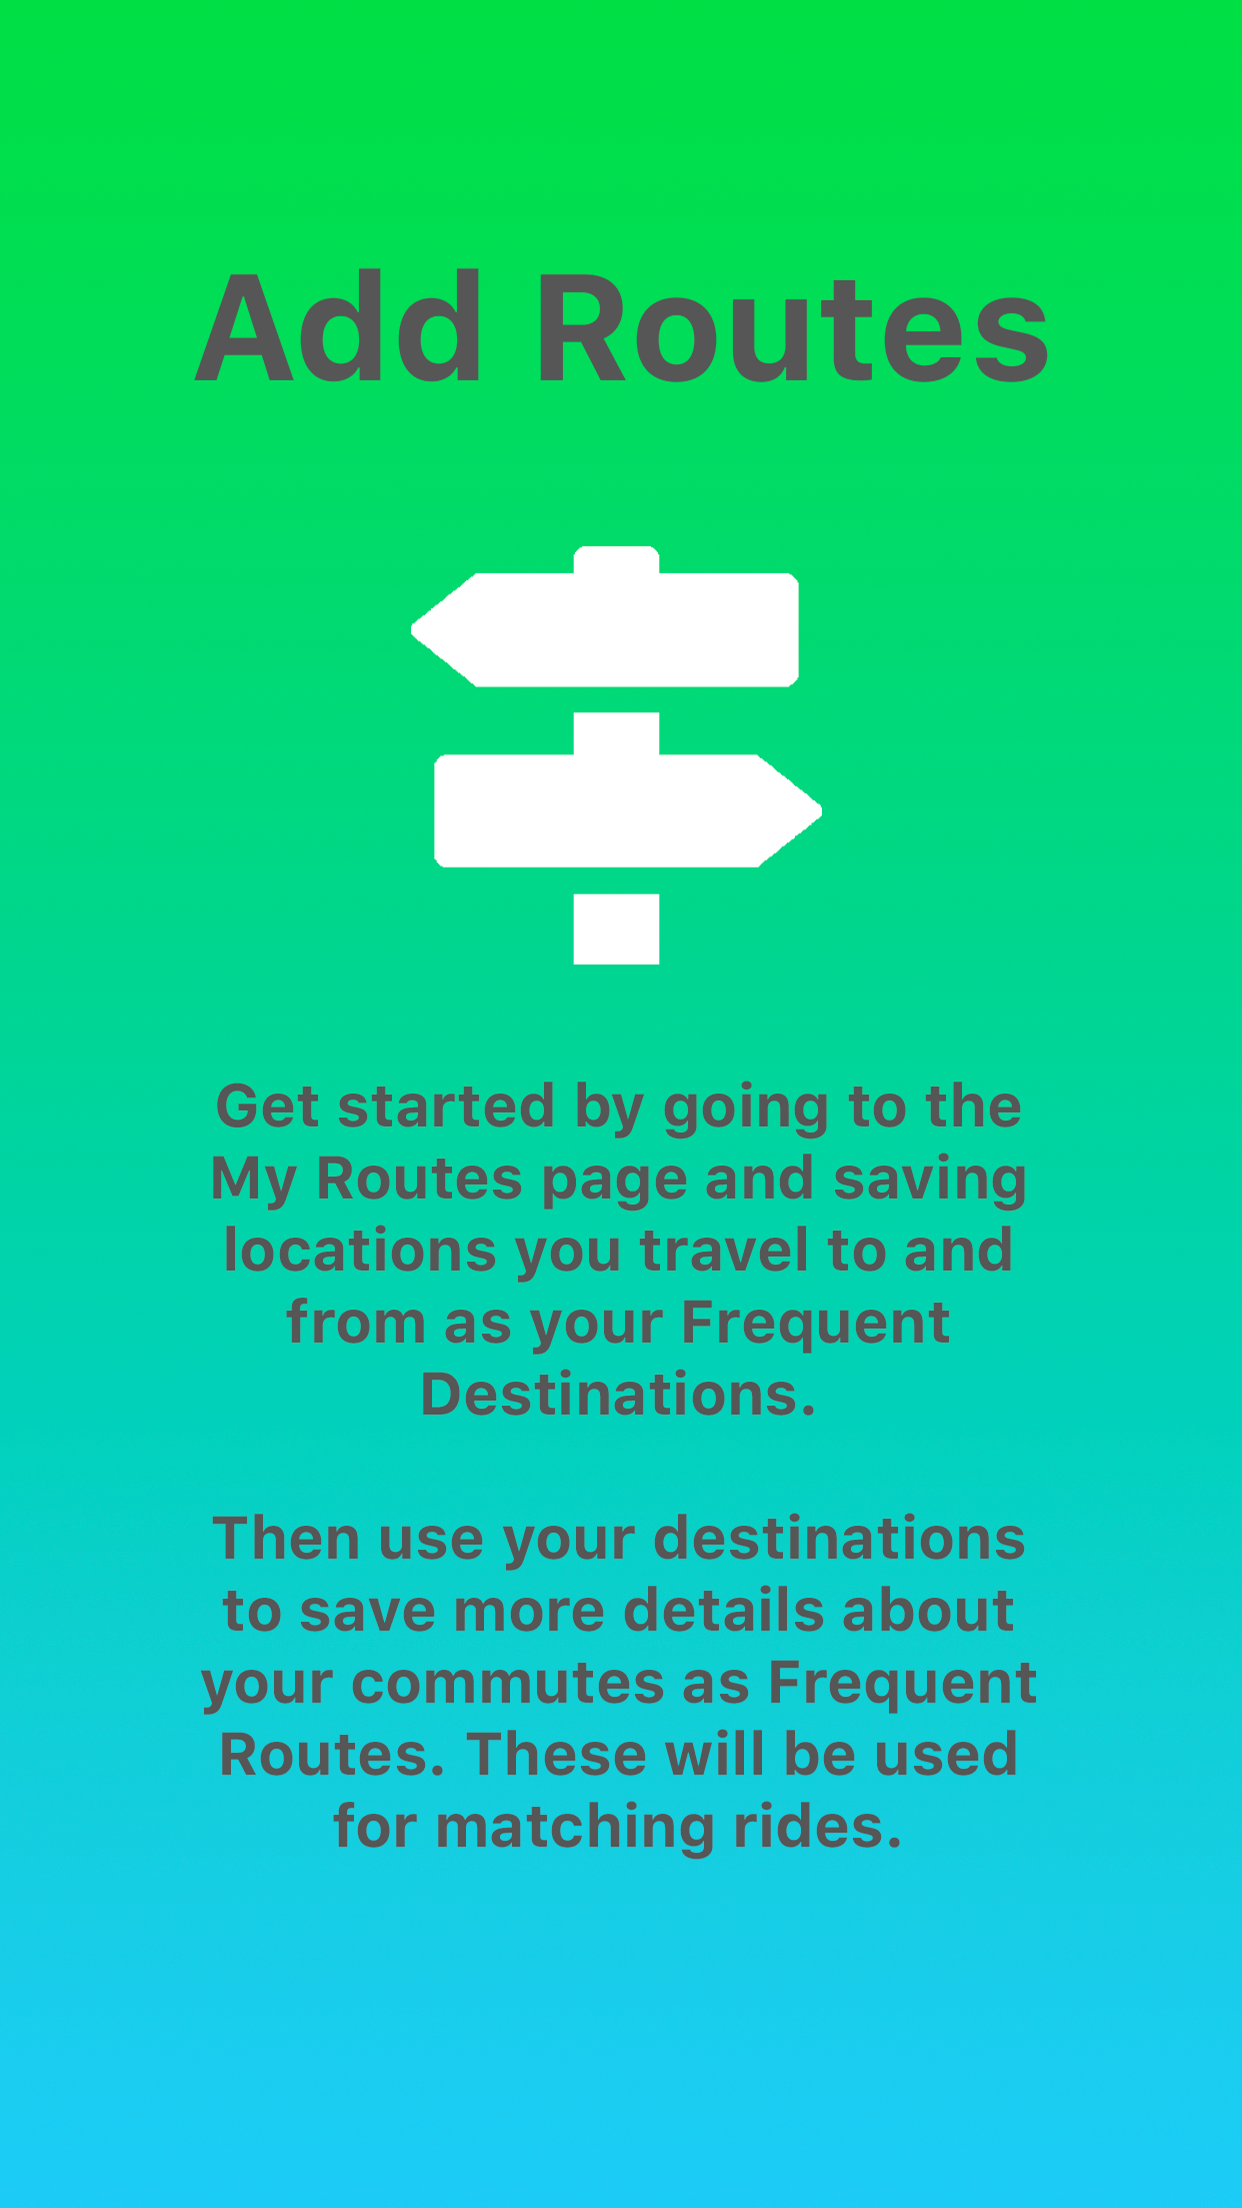 Add Routes
Get started by going to the
My Routes page and saving
locations you travel to and
from as your Frequent
Destinations.
Then use your destinations
to save more details about
your commutes as Frequent
Routes. These will be used
for matching rides.